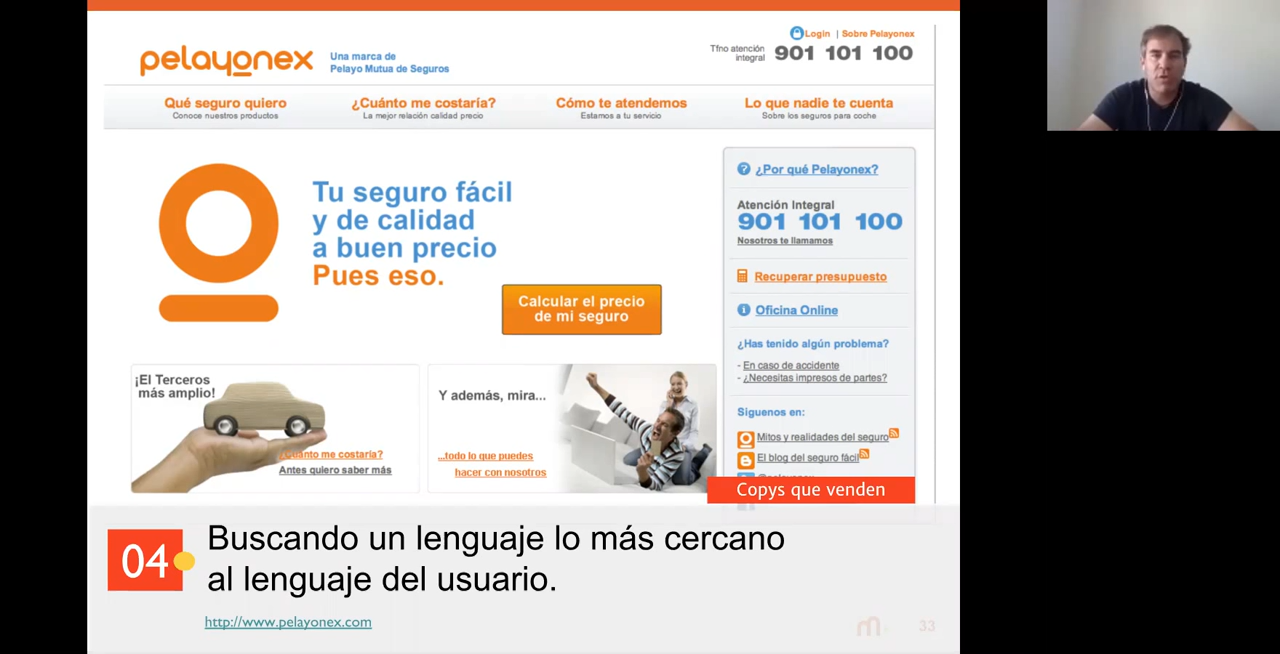 Login | Sobre Pelayonex
pelayonex
Una marca de
Pelayo Mutua de Seguros
Tfno atención
integral
901 101 100
Qué seguro quiero
Conoce nuestros productos
¿Cuánto me costaría?
La mejor relación calidad precio
Cómo te atendemos
Estamos a tu servicio
Lo que nadie te cuenta
Sobre los seguros para coche
Tu seguro fácil
y de calidad
a buen precio
Pues eso.
Calcular el precio
de mi seguro
¿Por qué Pelayonex?
Atención Integral
901 101 100
Nosotros te llamamos
Recuperar presupuesto
Oficina Online
¿Has tenido algún problema?
- En caso de accidente
- ¿Necesitas impresos de partes?
Síguenos en:
Mitos y realidades del seguro
El blog del seguro fácil
¡El Terceros
más amplio!
¿Cuánto me costaría?
Antes quiero saber más
Y además, mira...
...todo lo que puedes
hacer con nosotros
Copys que venden
04
Buscando un lenguaje lo más cercano
al lenguaje del usuario.
http://www.pelayonex.com
33